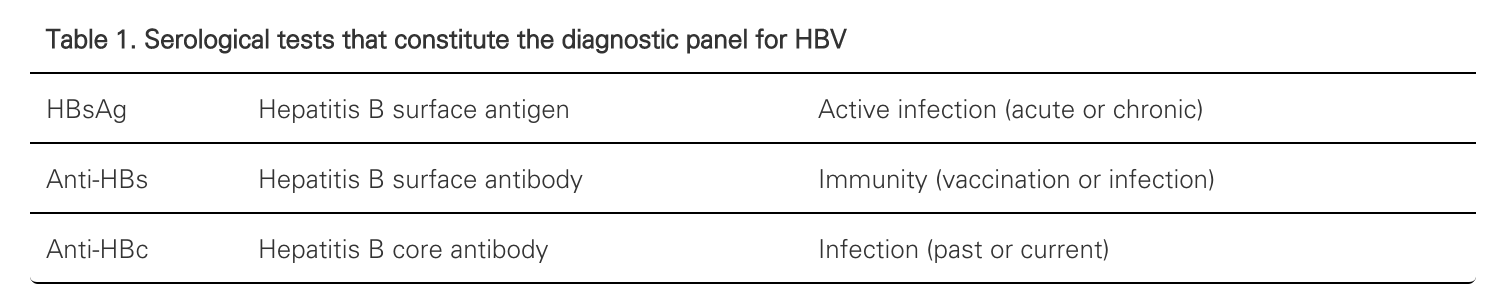 Table 1. Serological tests that constitute the diagnostic panel for HBV
HBsAg Hepatitis B surface antigen Active infection (acute or chronic)
Anti-HBs Hepatitis B surface antibody Immunity (vaccination or infection)
Anti-HBc Hepatitis B core antibody Infection (past or current)